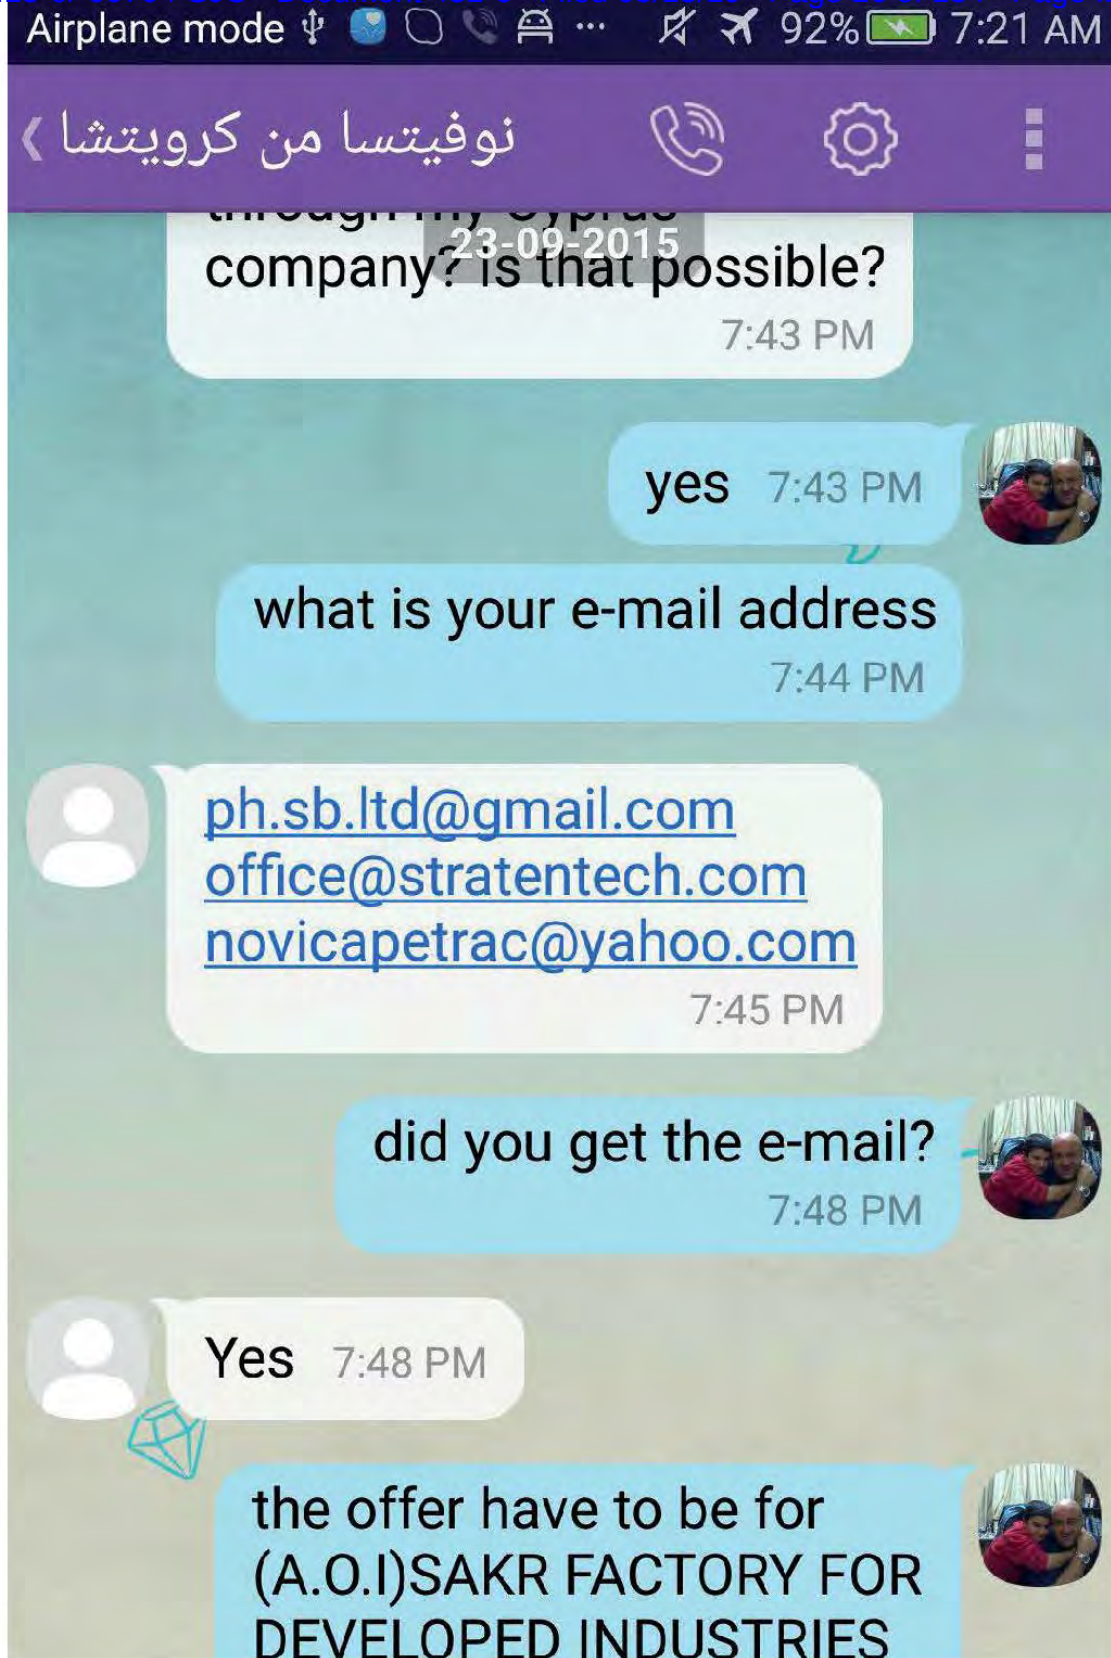 Airplane mode 92% 7:21 AM
نوفيتسا من كرويتشا
through my Cyprus
23-09-2015
company? is that possible?
7:43 PM
yes 7:43 PM
what is your e-mail address
7:44 PM
ph.sb.ltd@gmail.com
office@stratentech.com
novicapetrac@yahoo.com
7:45 PM
did you get the e-mail?
7:48 PM
Yes 7:48 PM
the offer have to be for
(A.O.I)SAKR FACTORY FOR
DEVELOPED INDUSTRIES